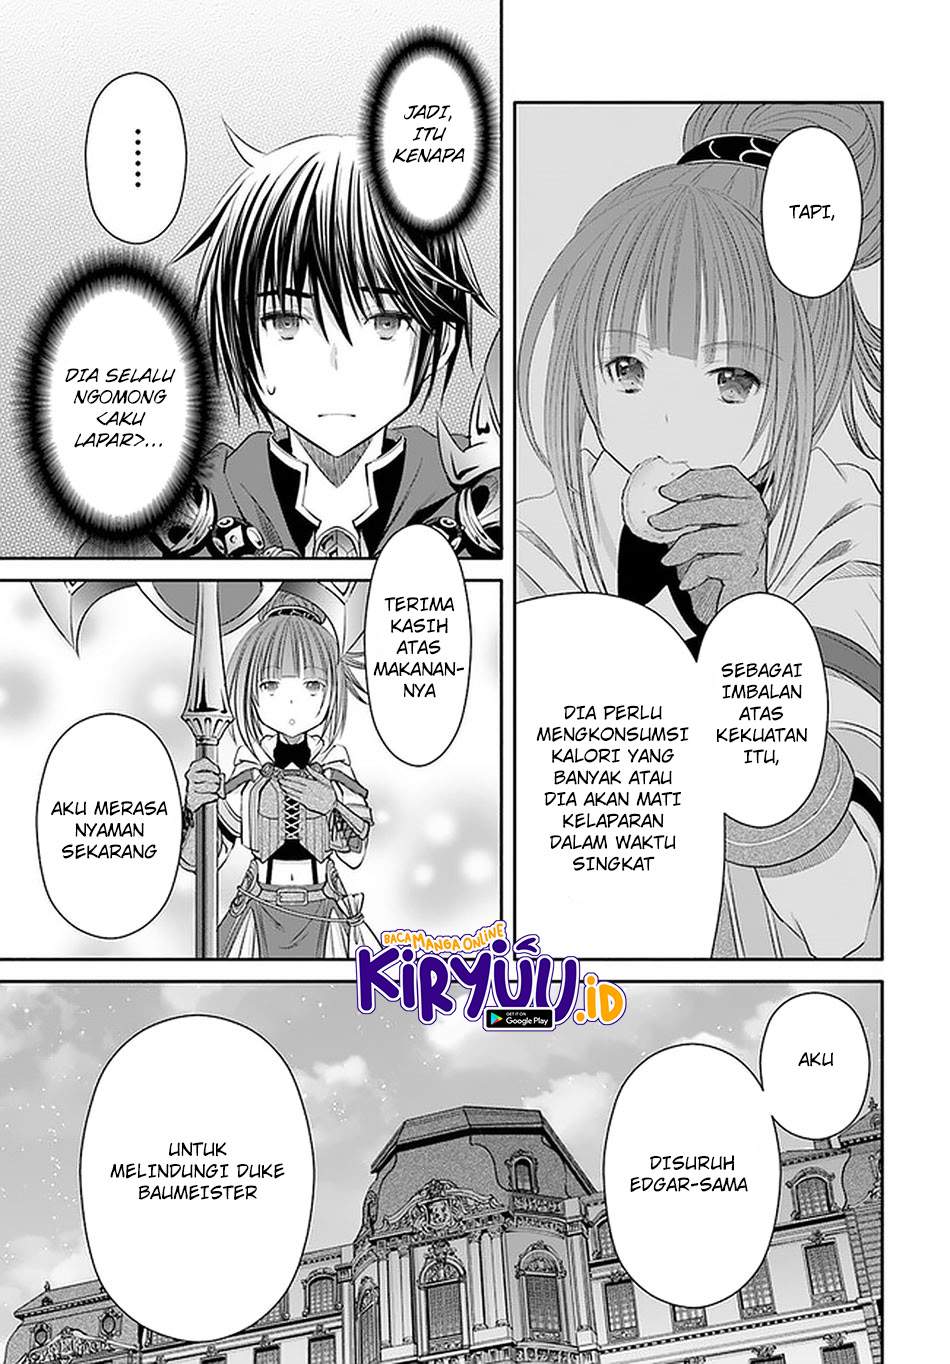 TAPI,
SEBAGAI
IMBALAN
ATAS
KEKUATAN
ITU,
DIA PERLU
MENGKONSUMSI
KALORI YANG
BANYAK ATAU
DIA AKAN MATI
KELAPARAN
DALAM WAKTU
SINGKAT
JADI,
ITU
KENAPA
......
DIA SELALU
NGOMONG
<AKU
LAPAR>...
TERIMA
KASIH
ATAS
MAKANAN-
NYA
AKU MERASA
NYAMAN
SEKARANG
BACA MANGA ONLINE
KIRYUU.iD
GET IT ON
Google Play
AKU
DISURUH
EDGAR-SAMA
UNTUK
MELINDUNGI DUKE
BAUMEISTER